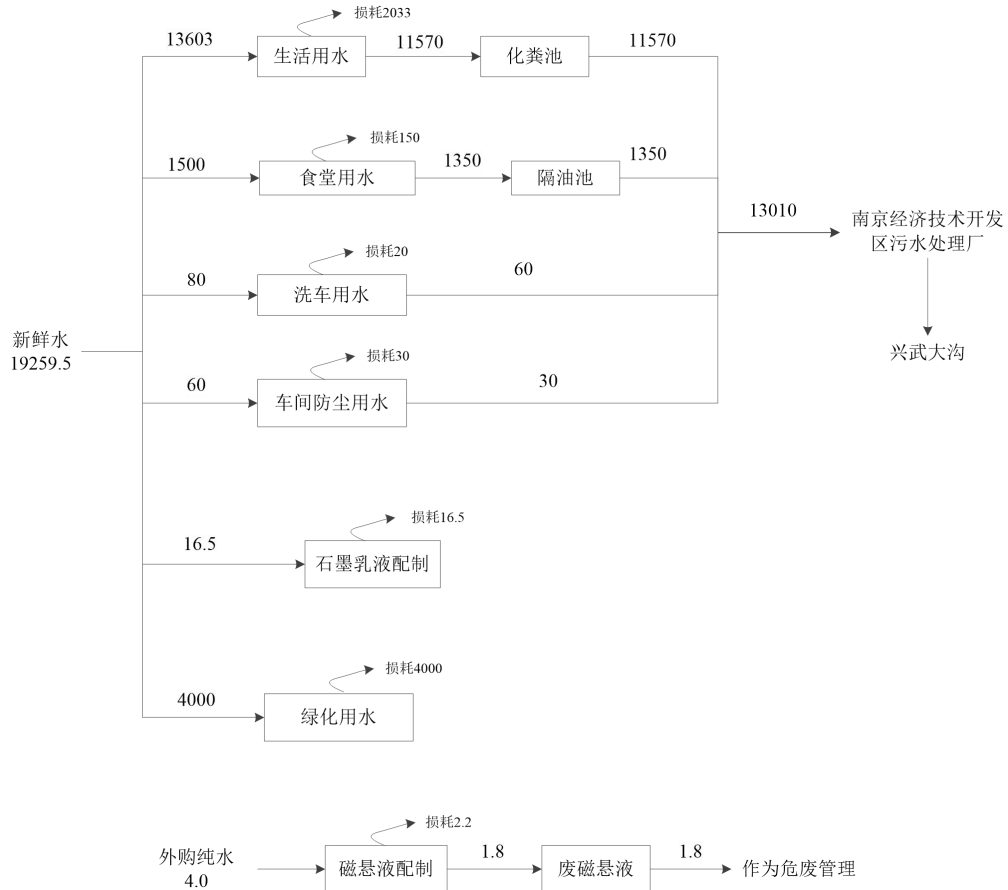 损耗2033
13603
生活用水
11570
化粪池
11570
损耗150
1500
食堂用水
1350
隔油池
1350
13010
南京经济技术开发
区污水处理厂
损耗20
80
洗车用水
60
新鲜水
19259.5
兴武大沟
损耗30
60
车间防尘用水
30
损耗16.5
16.5
石墨乳液配制
损耗4000
4000
绿化用水
损耗2.2
外购纯水
4.0
磁悬液配制
1.8
废磁悬液
1.8
作为危废管理